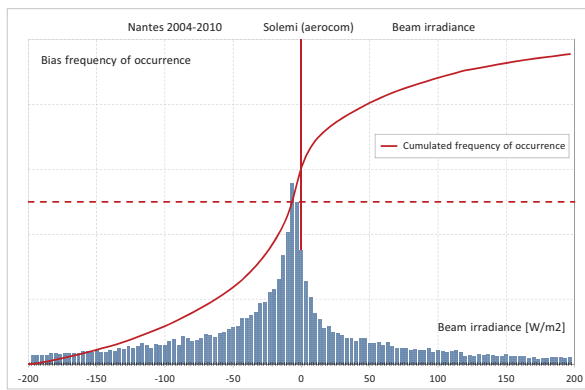 Nantes 2004-2010 Solemi (aerocom) Beam irradiance
Bias frequency of occurrence
Cumulated frequency of occurrence
Beam irradiance [W/m2]
-200 -150 -100 -50 0 50 100 150 200